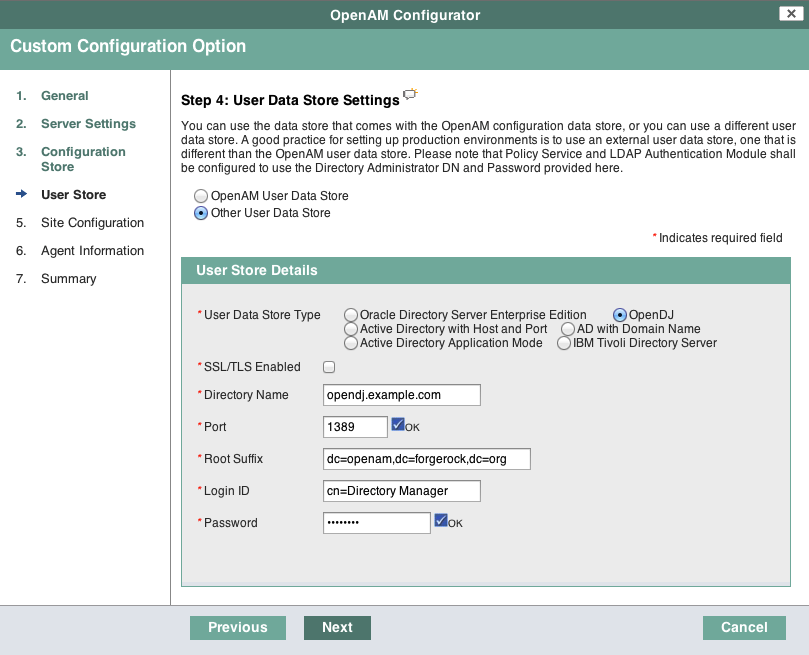 OpenAM Configurator
Custom Configuration Option
1. General
2. Server Settings
3. Configuration
Store
User Store
5. Site Configuration
6. Agent Information
7. Summary
Step 4: User Data Store Settings
You can use the data store that comes with the OpenAM configuration data store, or you can use a different user
data store. A good practice for setting up production environments is to use an external user data store, one that is
different than the OpenAM user data store. Please note that Policy Service and LDAP Authentication Module shall
be configured to use the Directory Administrator DN and Password provided here.
OpenAM User Data Store
Other User Data Store
* Indicates required field
User Store Details
* User Data Store Type Oracle Directory Server Enterprise Edition OpenDJ
Active Directory with Host and Port AD with Domain Name
Active Directory Application Mode IBM Tivoli Directory Server
* SSL/TLS Enabled
* Directory Name opendj.example.com
* Port 1389 OK
* Root Suffix dc=openam,dc=forgerock,dc=org
* Login ID cn=Directory Manager
* Password •••••••• OK
Previous Next Cancel